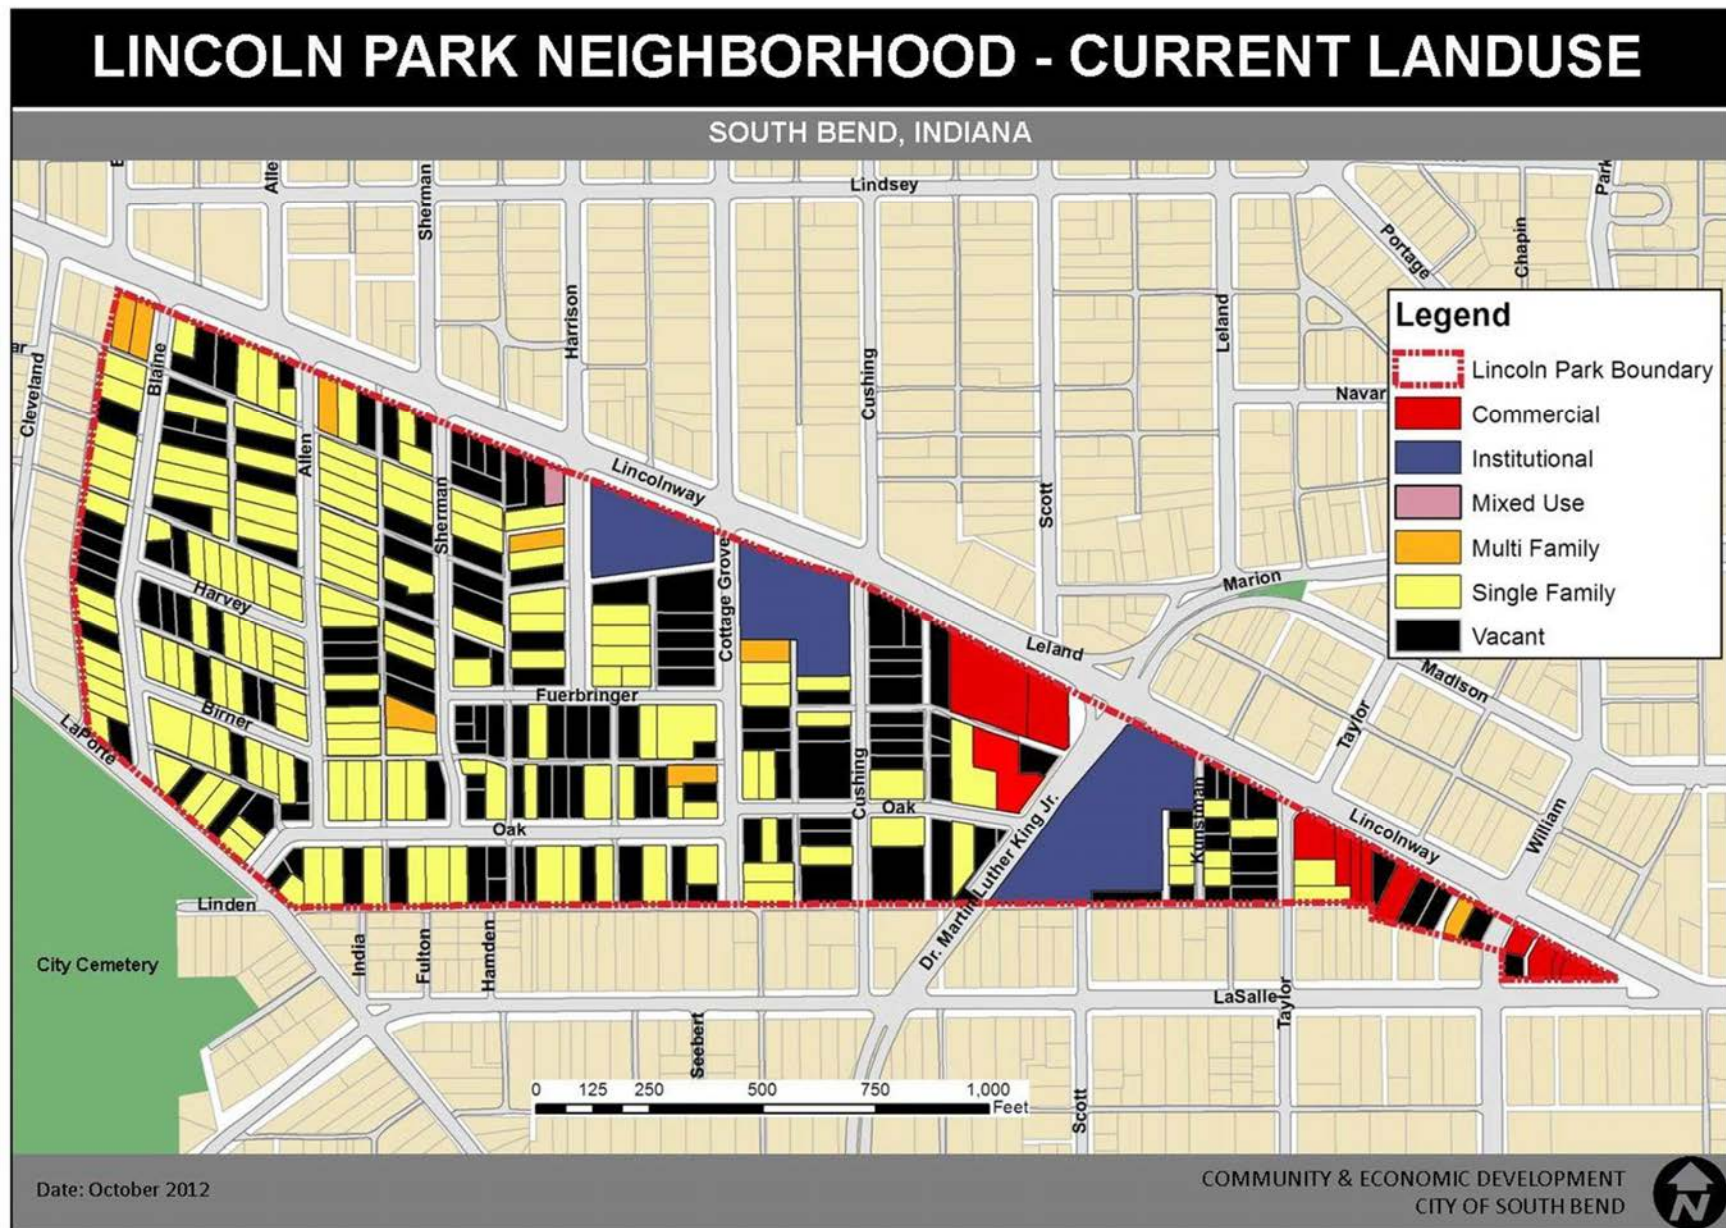 LINCOLN PARK NEIGHBORHOOD - CURRENT LANDUSE
SOUTH BEND, INDIANA
Alle
Sherman
Lindsey
Park
Portage
Chapin
Cleveland
Blaine
Harrison
Cushing
Leland
Navar
Legend
Lincoln Park Boundary
Commercial
Institutional
Mixed Use
Multi Family
Single Family
Vacant
Allen
Sherman
Lincolnway
Scott
Cottage Grove
Harvey
Marion
Leland
Madison
Fuerbringer
Birner
LaPorte
Taylor
Cushing
Oak
Oak
Kunstman
Lincolnway
William
Dr. Martin Luther King Jr.
Linden
City Cemetery
India
Fulton
Hamden
LaSalle
Taylor
Seebert
Scott
0 125 250 500 750 1,000
Feet
Date: October 2012
COMMUNITY & ECONOMIC DEVELOPMENT
CITY OF SOUTH BEND
N